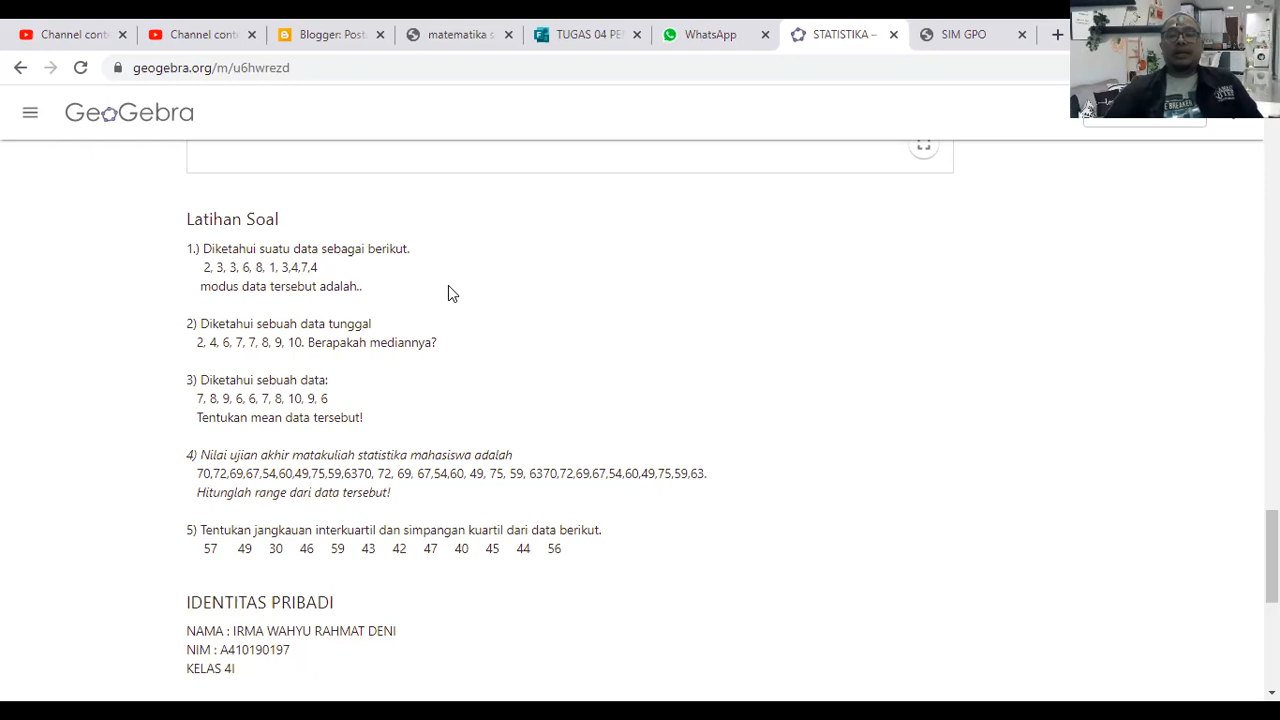 Channel cont
Channel cont
Blogger: Post
matematika s
TUGAS 04 PE
WhatsApp
STATISTIKA –
SIM GPO
geogebra.org/m/u6hwrezd
GeoGebra
Latihan Soal
1.) Diketahui suatu data sebagai berikut.
2, 3, 3, 6, 8, 1, 3,4,7,4
modus data tersebut adalah..
2) Diketahui sebuah data tunggal
2, 4, 6, 7, 7, 8, 9, 10. Berapakah mediannya?
3) Diketahui sebuah data:
7, 8, 9, 6, 6, 7, 8, 10, 9, 6
Tentukan mean data tersebut!
4) Nilai ujian akhir matakuliah statistika mahasiswa adalah
70,72,69,67,54,60,49,75,59,6370, 72, 69, 67,54,60, 49, 75, 59, 6370,72,69,67,54,60,49,75,59,63.
Hitunglah range dari data tersebut!
5) Tentukan jangkauan interkuartil dan simpangan kuartil dari data berikut.
57 49 30 46 59 43 42 47 40 45 44 56
IDENTITAS PRIBADI
NAMA : IRMA WAHYU RAHMAT DENI
NIM : A410190197
KELAS 4I